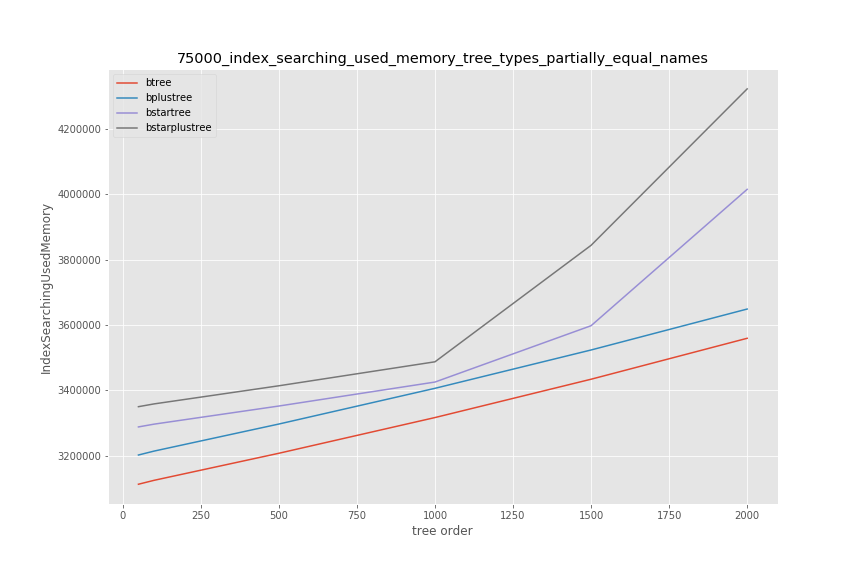 75000_index_searching_used_memory_tree_types_partially_equal_names
btree
bplustree
bstartree
bstarplustree
4200000
4000000
3800000
3600000
3400000
3200000
IndexSearchingUsedMemory
0 250 500 750 1000 1250 1500 1750 2000
tree order